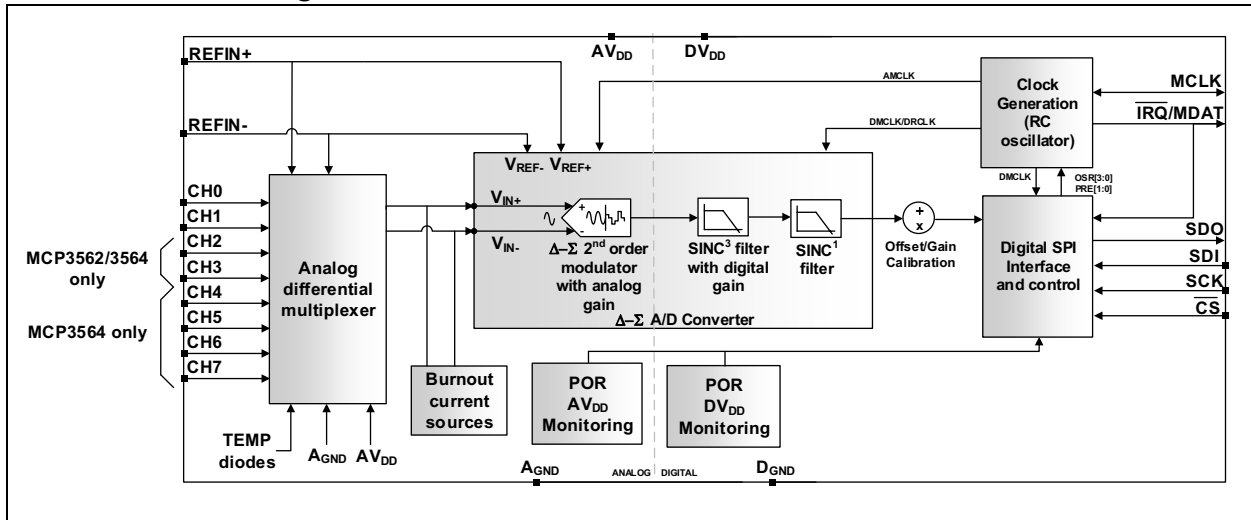 REFIN+
REFIN-
AVDD
DVDD
AMCLK
DMCLK/DRCLK
Clock
Generation
(RC
oscillator)
MCLK
IRQ/MDAT
DMCLK
OSR[3:0]
PRE[1:0]
CH0
CH1
CH2
CH3
CH4
CH5
CH6
CH7
MCP3562/3564
only
MCP3564 only
Analog
differential
multiplexer
VREF- VREF+
VIN+
VIN-
+
-
Δ–Σ 2nd order
modulator
with analog
gain
SINC3 filter
with digital
gain
SINC1
filter
Δ–Σ A/D Converter
+
x
Offset/Gain
Calibration
Digital SPI
Interface
and control
SDO
SDI
SCK
CS
Burnout
current
sources
POR
AVDD
Monitoring
POR
DVDD
Monitoring
TEMP
diodes
AGND
AVDD
AGND
ANALOG
DIGITAL
DGND